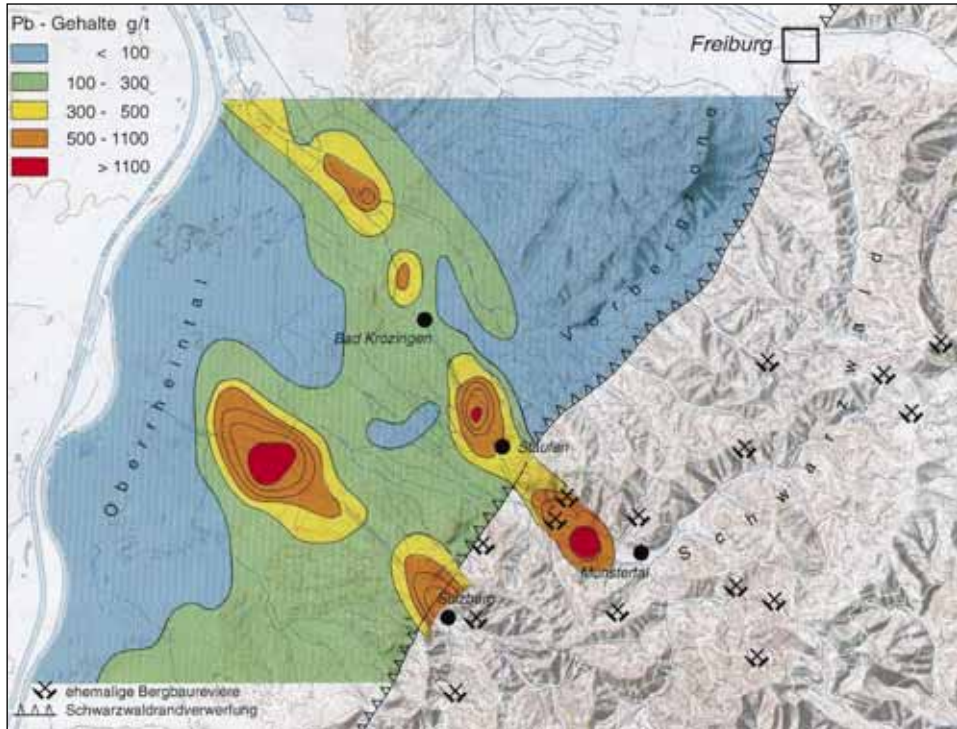 Pb - Gehalte g/t
< 100
100 - 300
300 - 500
500 - 1100
> 1100
Freiburg
Vorbergzone
Oberrheintal
Bad Krozingen
Staufen
Schwarzwald
Münstertal
Sulzburg
ehemalige Bergbaureviere
Schwarzwaldrandverwerfung